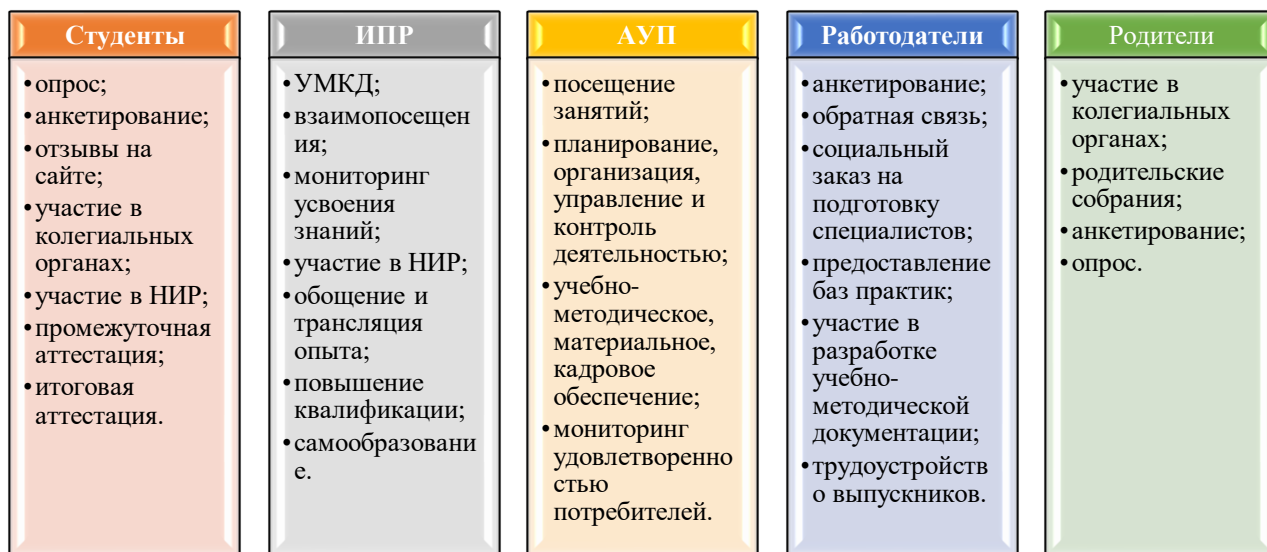 Студенты
• опрос;
• анкетирование;
• отзывы на
сайте;
• участие в
колегиальных
органах;
• участие в НИР;
• промежуточная
аттестация;
• итоговая
аттестация.
ИПР
• УМКД;
• взаимопосещен
ия;
• мониторинг
усвоения
знаний;
• участие в НИР;
• обощение и
трансляция
опыта;
• повышение
квалификации;
• самообразовани
е.
АУП
• посещение
занятий;
• планирование,
организация,
управление и
контроль
деятельностью;
• учебно-
методическое,
материальное,
кадровое
обеспечение;
• мониторинг
удовлетворенно
стью
потребителей.
Работодатели
• анкетирование;
• обратная связь;
• социальный
заказ на
подготовку
специалистов;
• предоставление
баз практик;
• участие в
разработке
учебно-
методической
документации;
• трудоустройств
о выпускников.
Родители
• участие в
колегиальных
органах;
• родительские
собрания;
• анкетирование;
• опрос.